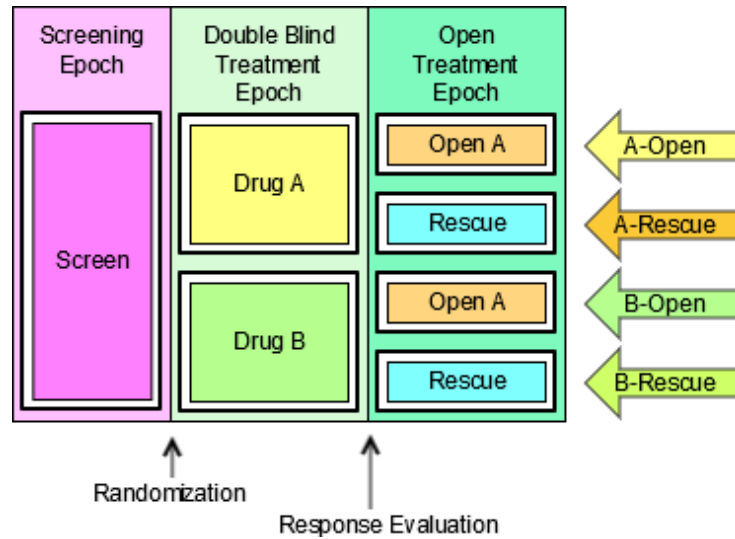 Screening
Epoch
Double Blind
Treatment
Epoch
Open
Treatment
Epoch
Screen
Drug A
Drug B
Open A
Rescue
Open A
Rescue
A-Open
A-Rescue
B-Open
B-Rescue
Randomization
Response Evaluation